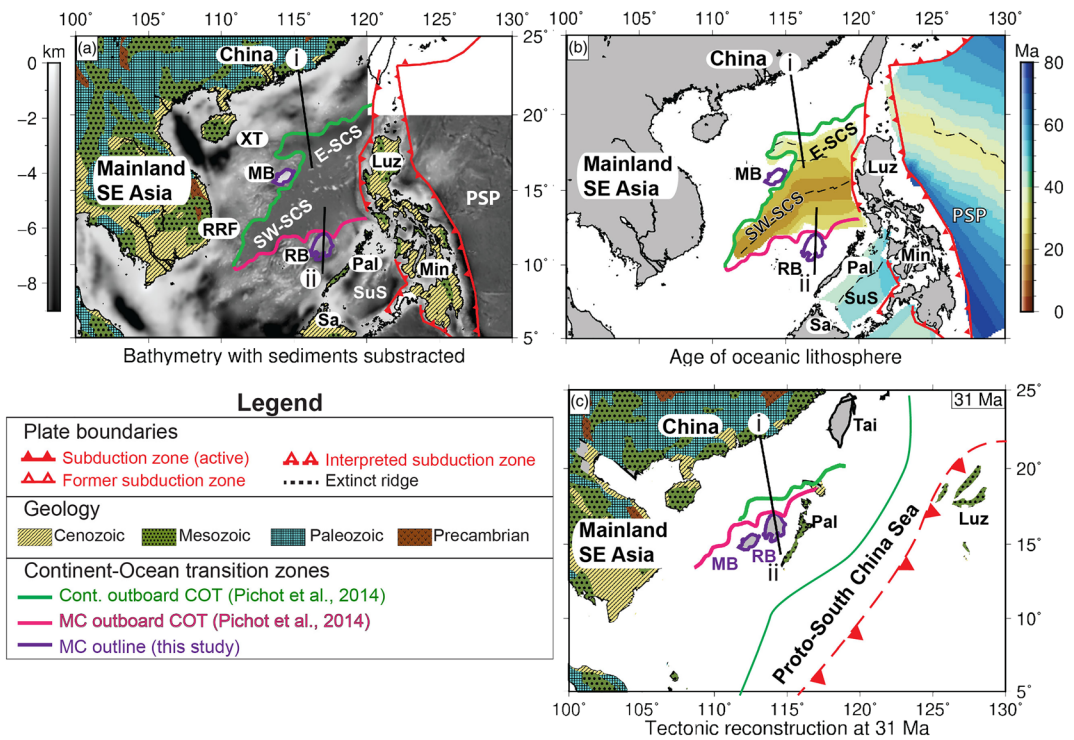 km
0
−2
−4
−6
−8
100˚ 105˚ 110˚ 115˚ 120˚ 125˚ 130˚
25˚
20˚
15˚
10˚
5˚
(a)
China
i
XT
E-SCS
MB
Luz
Mainland
SE Asia
SW-SCS
PSP
RRF
RB
ii
Pal
Min
SuS
Sa
Bathymetry with sediments substracted
100˚ 105˚ 110˚ 115˚ 120˚ 125˚ 130˚
(b)
China
i
E-SCS
MB
Luz
Mainland
SE Asia
SW-SCS
PSP
RB
ii
Pal
Min
SuS
Sa
Ma
80
60
40
20
0
Age of oceanic lithosphere
Legend
Plate boundaries
Subduction zone (active)
Interpreted subduction zone
Former subduction zone
Extinct ridge
Geology
Cenozoic
Mesozoic
Paleozoic
Precambrian
Continent-Ocean transition zones
Cont. outboard COT (Pichot et al., 2014)
MC outboard COT (Pichot et al., 2014)
MC outline (this study)
(c)
31 Ma
25˚
20˚
15˚
10˚
5˚
China
i
Tai
Mainland
SE Asia
Pal
Luz
MB
RB
ii
Proto-South China Sea
100˚ 105˚ 110˚ 115˚ 120˚ 125˚ 130˚
Tectonic reconstruction at 31 Ma